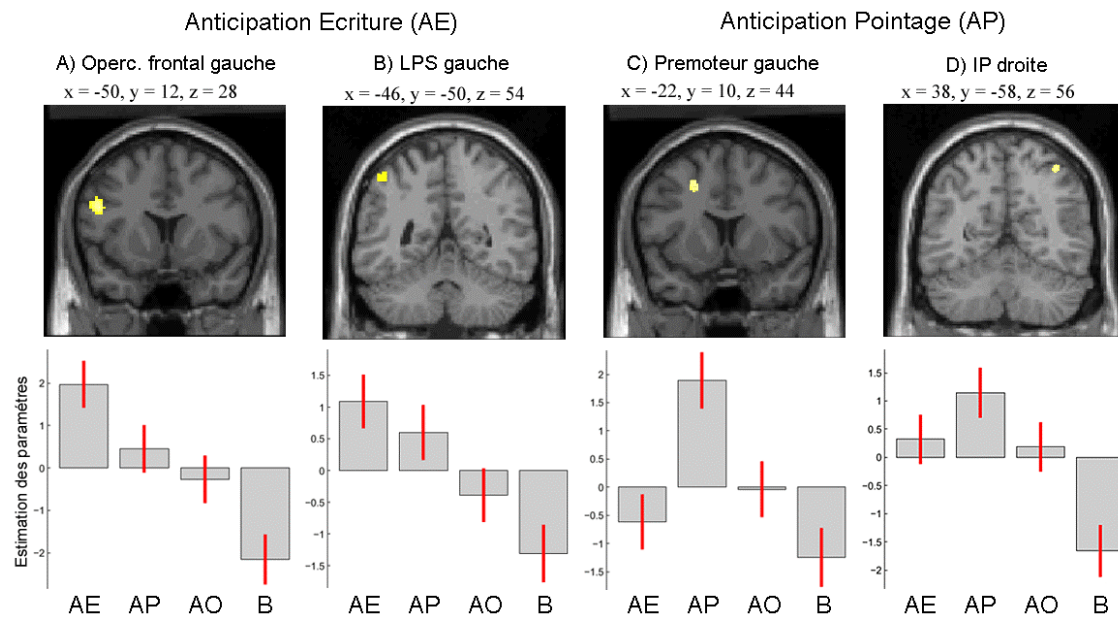 Anticipation Ecriture (AE)
Anticipation Pointage (AP)
A) Operc. frontal gauche
x = -50, y = 12, z = 28
B) LPS gauche
x = -46, y = -50, z = 54
C) Premoteur gauche
x = -22, y = 10, z = 44
D) IP droite
x = 38, y = -58, z = 56
Estimation des paramètres
2
1
0
−1
−2
AE AP AO B
1.5
1
0.5
0
−0.5
−1
−1.5
AE AP AO B
2
1.5
1
0.5
0
−0.5
−1
−1.5
AE AP AO B
1.5
1
0.5
0
−0.5
−1
−1.5
−2
AE AP AO B